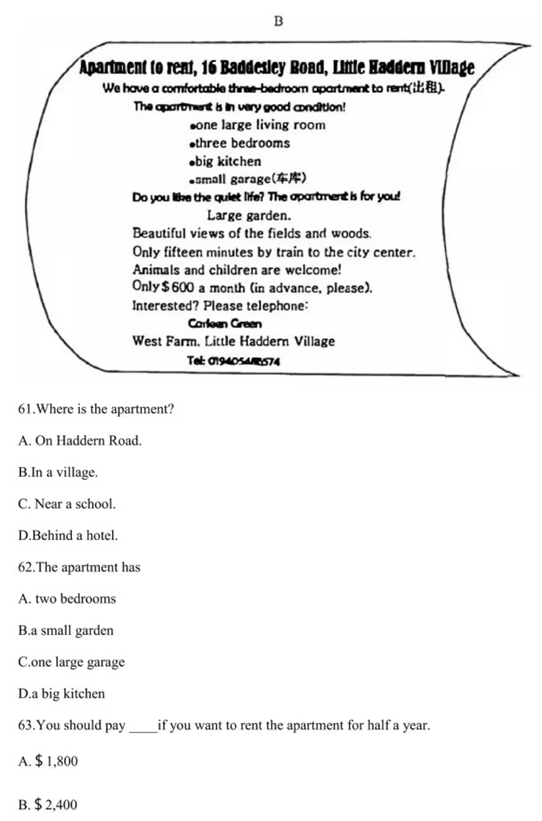 B
Apartment to rent, 16 Baddesley Road, Little Haddern Village
We have a comfortable three-bedroom apartment to rent(出租).
The apartment is in very good condition!
•one large living room
•three bedrooms
•big kitchen
•small garage(车库)
Do you like the quiet life? The apartment is for you!
Large garden.
Beautiful views of the fields and woods.
Only fifteen minutes by train to the city center.
Animals and children are welcome!
Only $600 a month (in advance, please).
Interested? Please telephone:
Green
West Farm, Little Haddern Village
Tel:
61.Where is the apartment?
A. On Haddern Road.
B.In a village.
C. Near a school.
D.Behind a hotel.
62.The apartment has
A. two bedrooms
B.a small garden
C.one large garage
D.a big kitchen
63.You should pay ____if you want to rent the apartment for half a year.
A. $ 1,800
B. $ 2,400